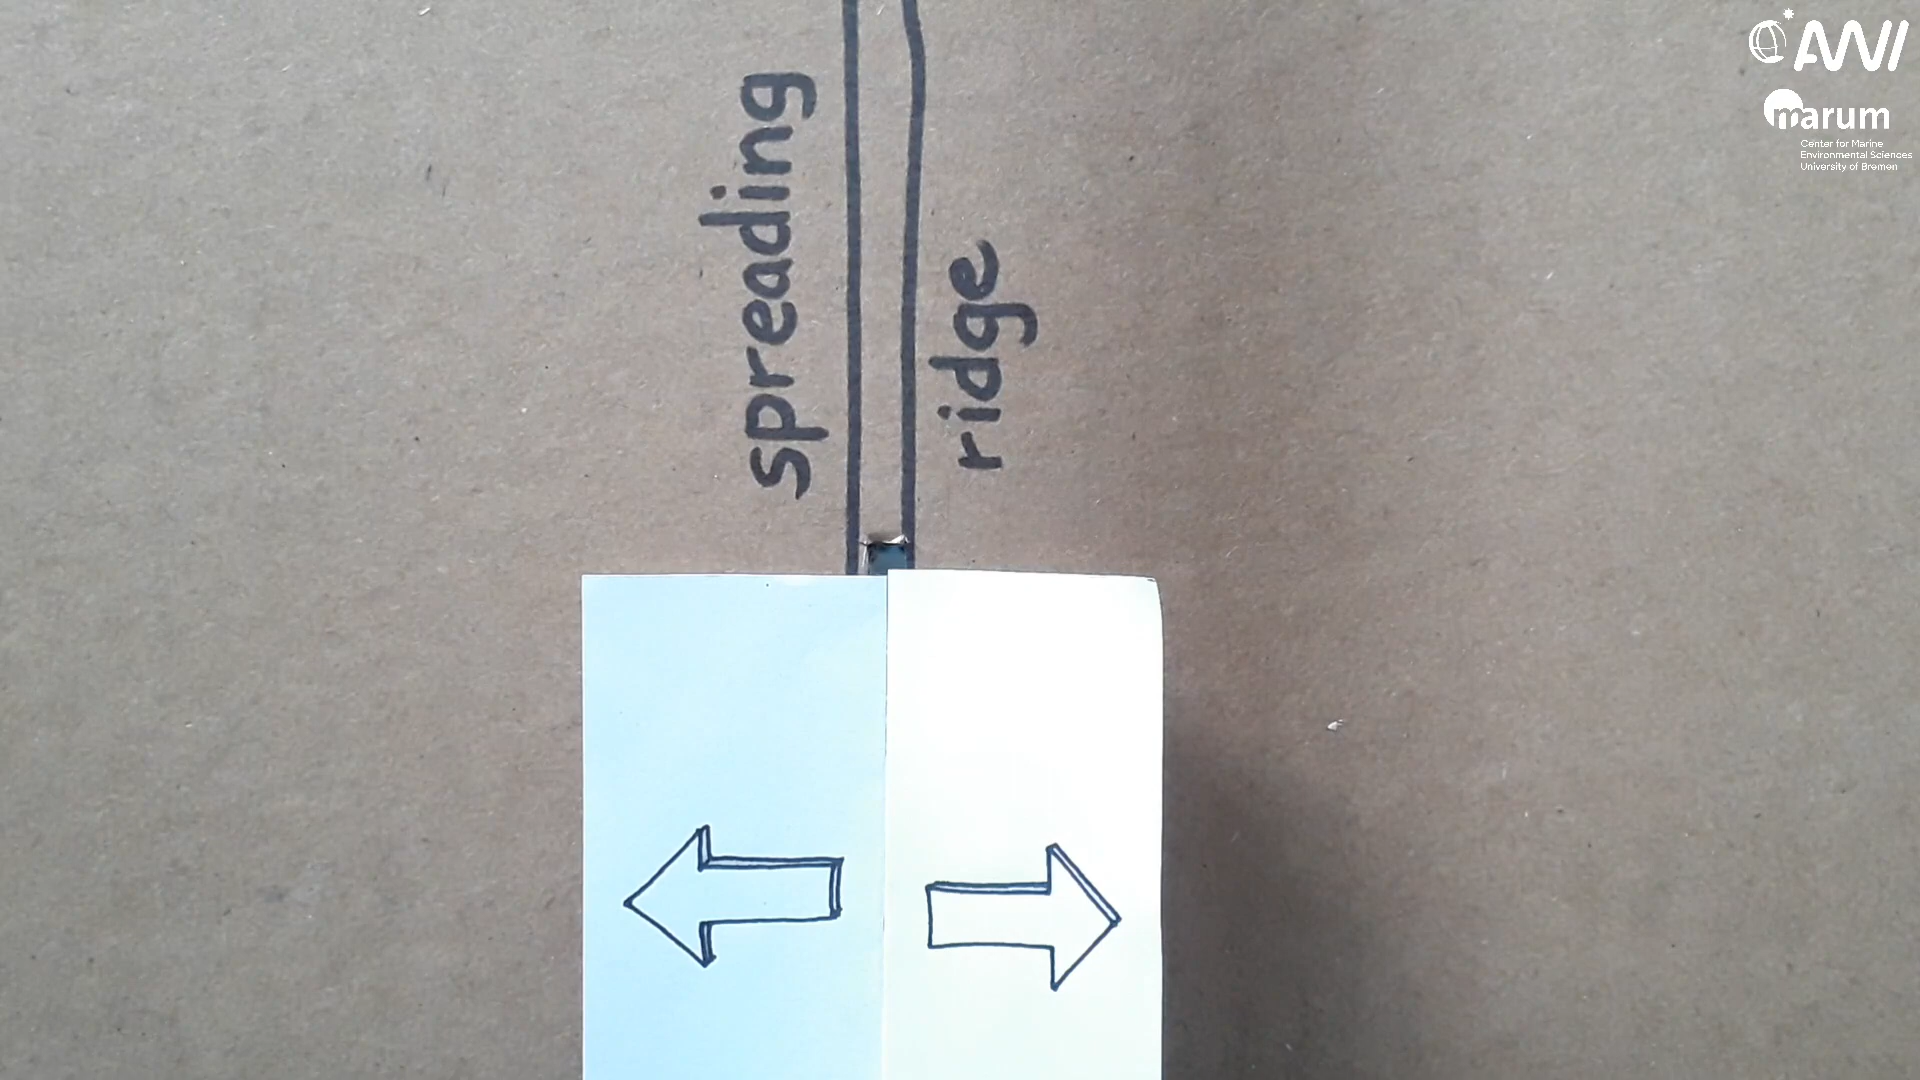 spreading
ridge
AWI
marum
Center for Marine
Environmental Sciences
University of Bremen